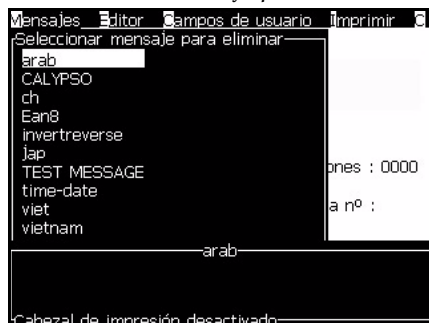 Mensajes Editor Campos de usuario Imprimir C
Seleccionar mensaje para eliminar
arab
CALYPSO
ch
Ean8
invertreverse
jap
TEST MESSAGE
time-date
viet
vietnam
ones : 0000
a nº :
arab
Cabezal de impresión desactivado